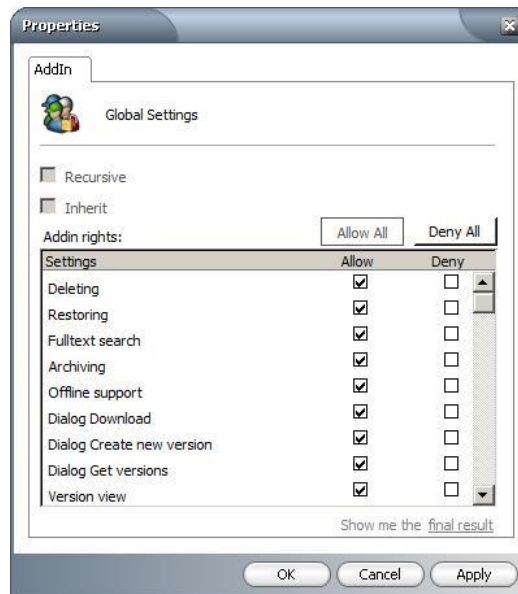 Properties
AddIn
Global Settings
Recursive
Inherit
Addin rights:
Allow All
Deny All
Settings Allow Deny
Deleting
Restoring
Fulltext search
Archiving
Offline support
Dialog Download
Dialog Create new version
Dialog Get versions
Version view
Show me the final result
OK Cancel Apply